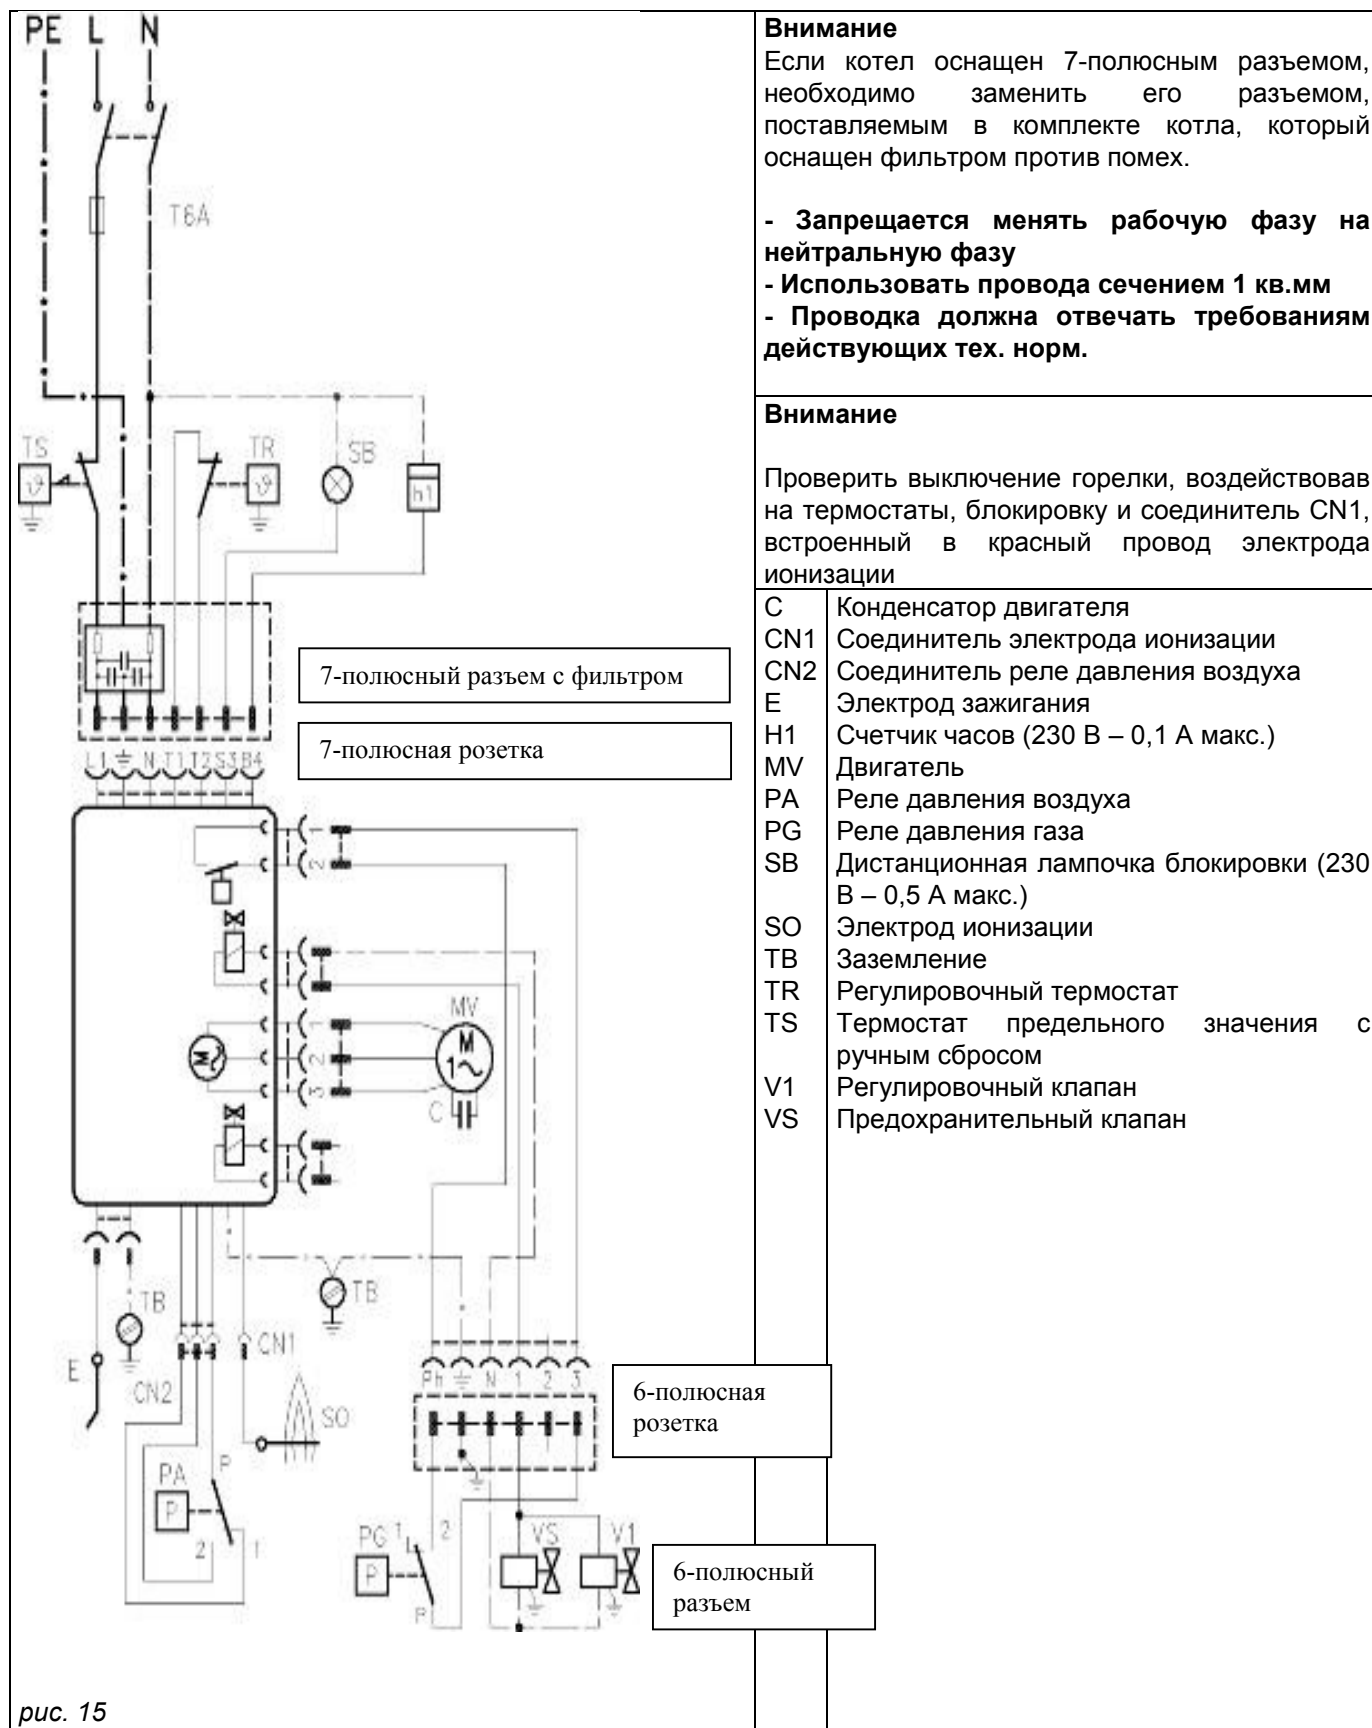 PE L N
T6A
TS
TR
SB
h1
7-полюсный разъем с фильтром
7-полюсная розетка
L1 N T1 T2 S3 B4
1
2
MV
1
M
1~
2
M
3
C
TB
TB
CN1
E
CN2
SO
Ph N 1 2 3
6-полюсная
розетка
PA
P
P
2
1
PG
1
2
P
P
VS
V1
6-полюсный
разъем
рис. 15
Внимание
Если котел оснащен 7-полюсным разъемом,
необходимо заменить его разъемом,
поставляемым в комплекте котла, который
оснащен фильтром против помех.
- Запрещается менять рабочую фазу на
нейтральную фазу
- Использовать провода сечением 1 кв.мм
- Проводка должна отвечать требованиям
действующих тех. норм.
Внимание
Проверить выключение горелки, воздействовав
на термостаты, блокировку и соединитель CN1,
встроенный в красный провод электрода
ионизации
C Конденсатор двигателя
CN1 Соединитель электрода ионизации
CN2 Соединитель реле давления воздуха
E Электрод зажигания
H1 Счетчик часов (230 В – 0,1 А макс.)
MV Двигатель
PA Реле давления воздуха
PG Реле давления газа
SB Дистанционная лампочка блокировки (230
В – 0,5 А макс.)
SO Электрод ионизации
TB Заземление
TR Регулировочный термостат
TS Термостат предельного значения с
ручным сбросом
V1 Регулировочный клапан
VS Предохранительный клапан